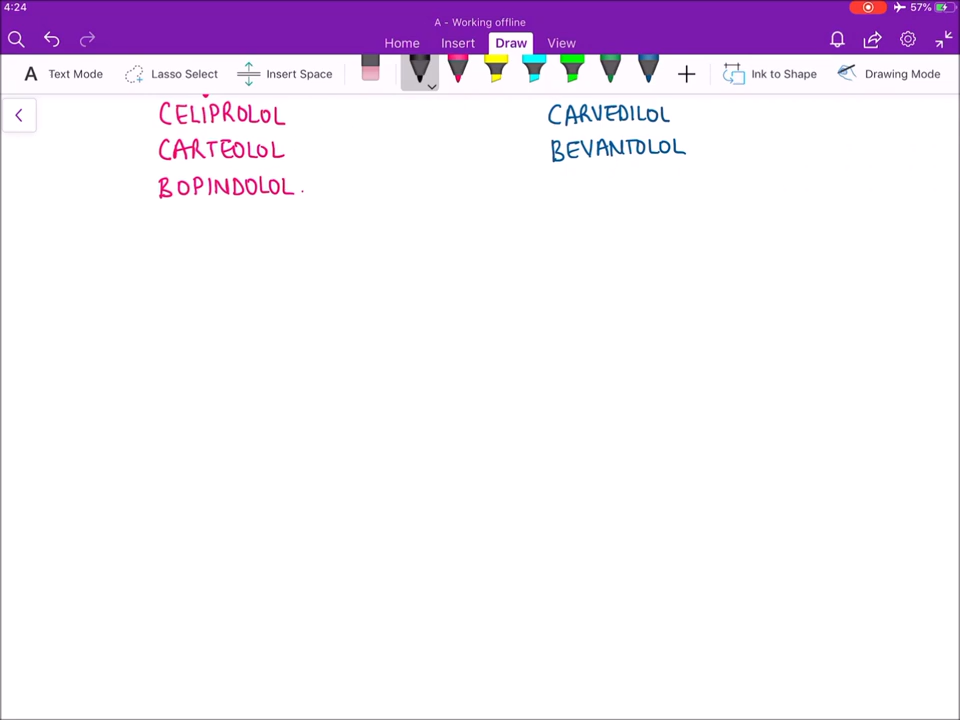 4:24
57%
A - Working offline
Home Insert Draw View
A Text Mode Lasso Select Insert Space Ink to Shape Drawing Mode
CELIPROLOL CARVEDILOL
CARTEOLOL BEVANTOLOL
BOPINDOLOL.